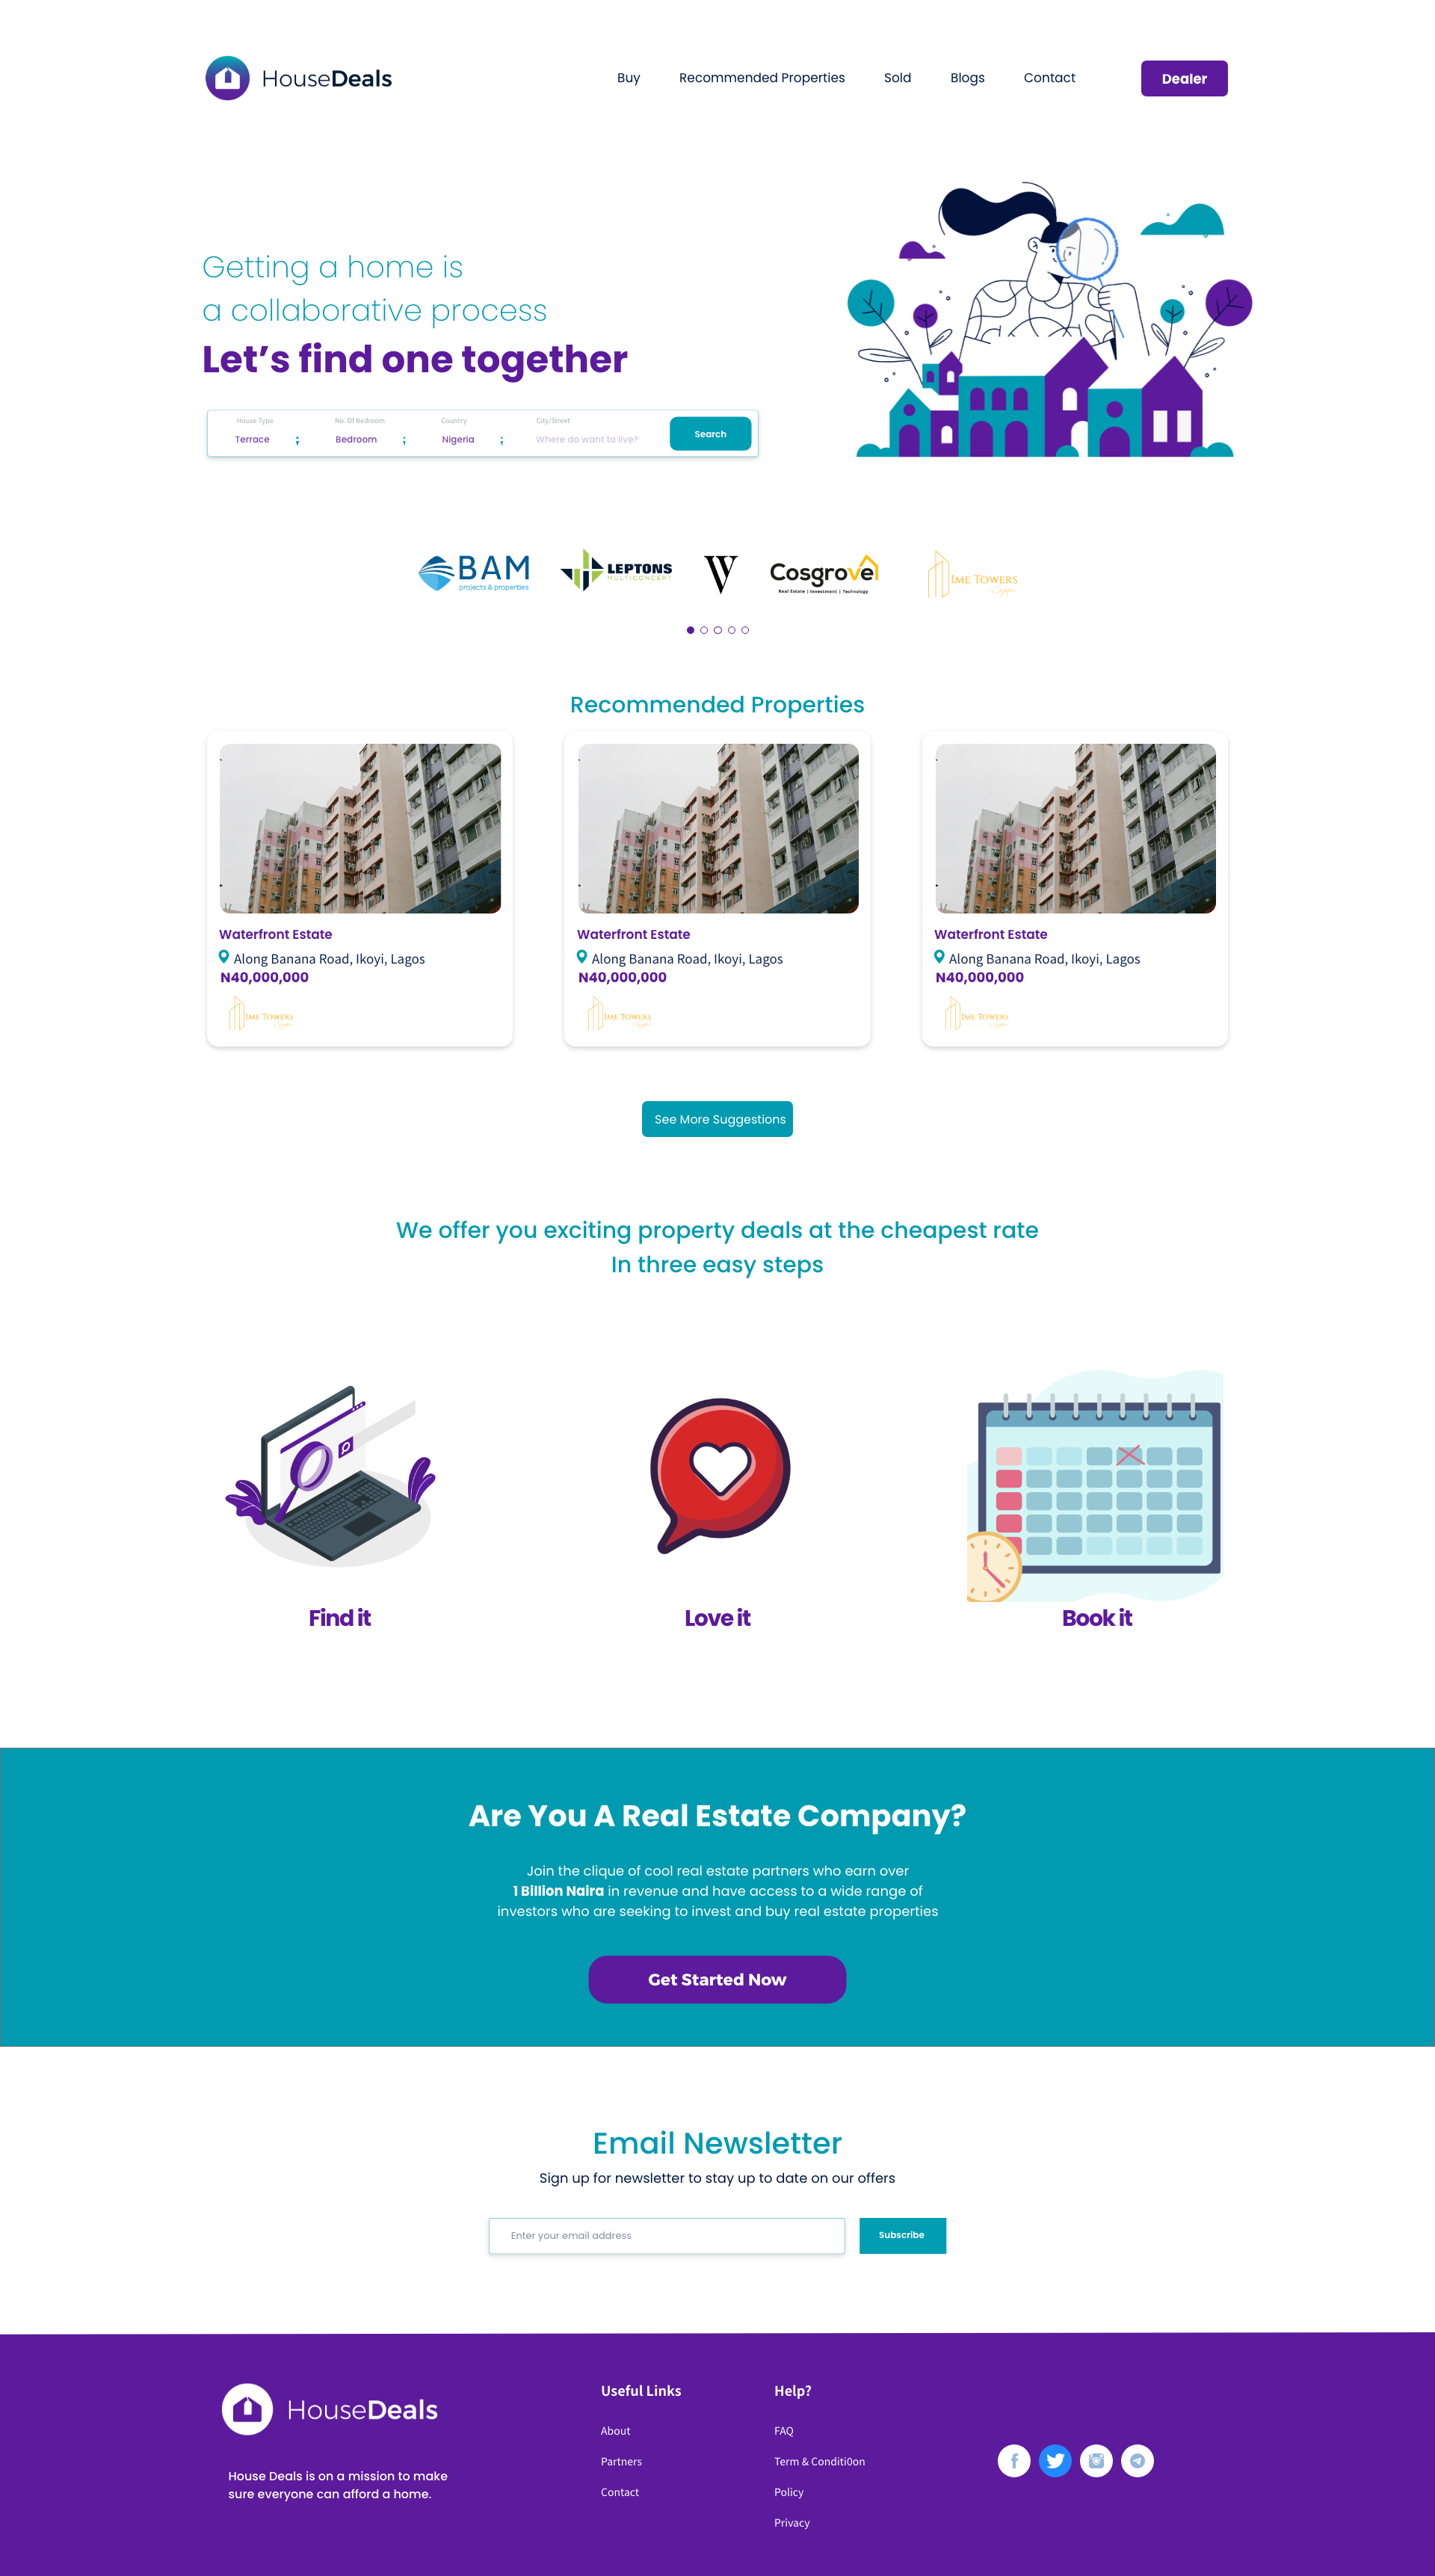 HouseDeals
Buy
Recommended Properties
Sold
Blogs
Contact
Dealer
Getting a home is
a collaborative process
Let's find one together
House Type
No. Of Bedroom
Country
City/Street
Terrace
Bedroom
Nigeria
Where do want to live?
Search
BAM
projects & properties
LEPTONS
MULTICONCEPT
W
Cosgrove
Real Estate | Investment | Technology
IME TOWERS
Recommended Properties
Waterfront Estate
Along Banana Road, Ikoyi, Lagos
N40,000,000
IME TOWERS
Waterfront Estate
Along Banana Road, Ikoyi, Lagos
N40,000,000
IME TOWERS
Waterfront Estate
Along Banana Road, Ikoyi, Lagos
N40,000,000
IME TOWERS
See More Suggestions
We offer you exciting property deals at the cheapest rate
In three easy steps
Find it
Love it
Book it
Are You A Real Estate Company?
Join the clique of cool real estate partners who earn over
1 Billion Naira in revenue and have access to a wide range of
investors who are seeking to invest and buy real estate properties
Get Started Now
Email Newsletter
Sign up for newsletter to stay up to date on our offers
Enter your email address
Subscribe
HouseDeals
House Deals is on a mission to make
sure everyone can afford a home.
Useful Links
About
Partners
Contact
Help?
FAQ
Term & Conditi0on
Policy
Privacy